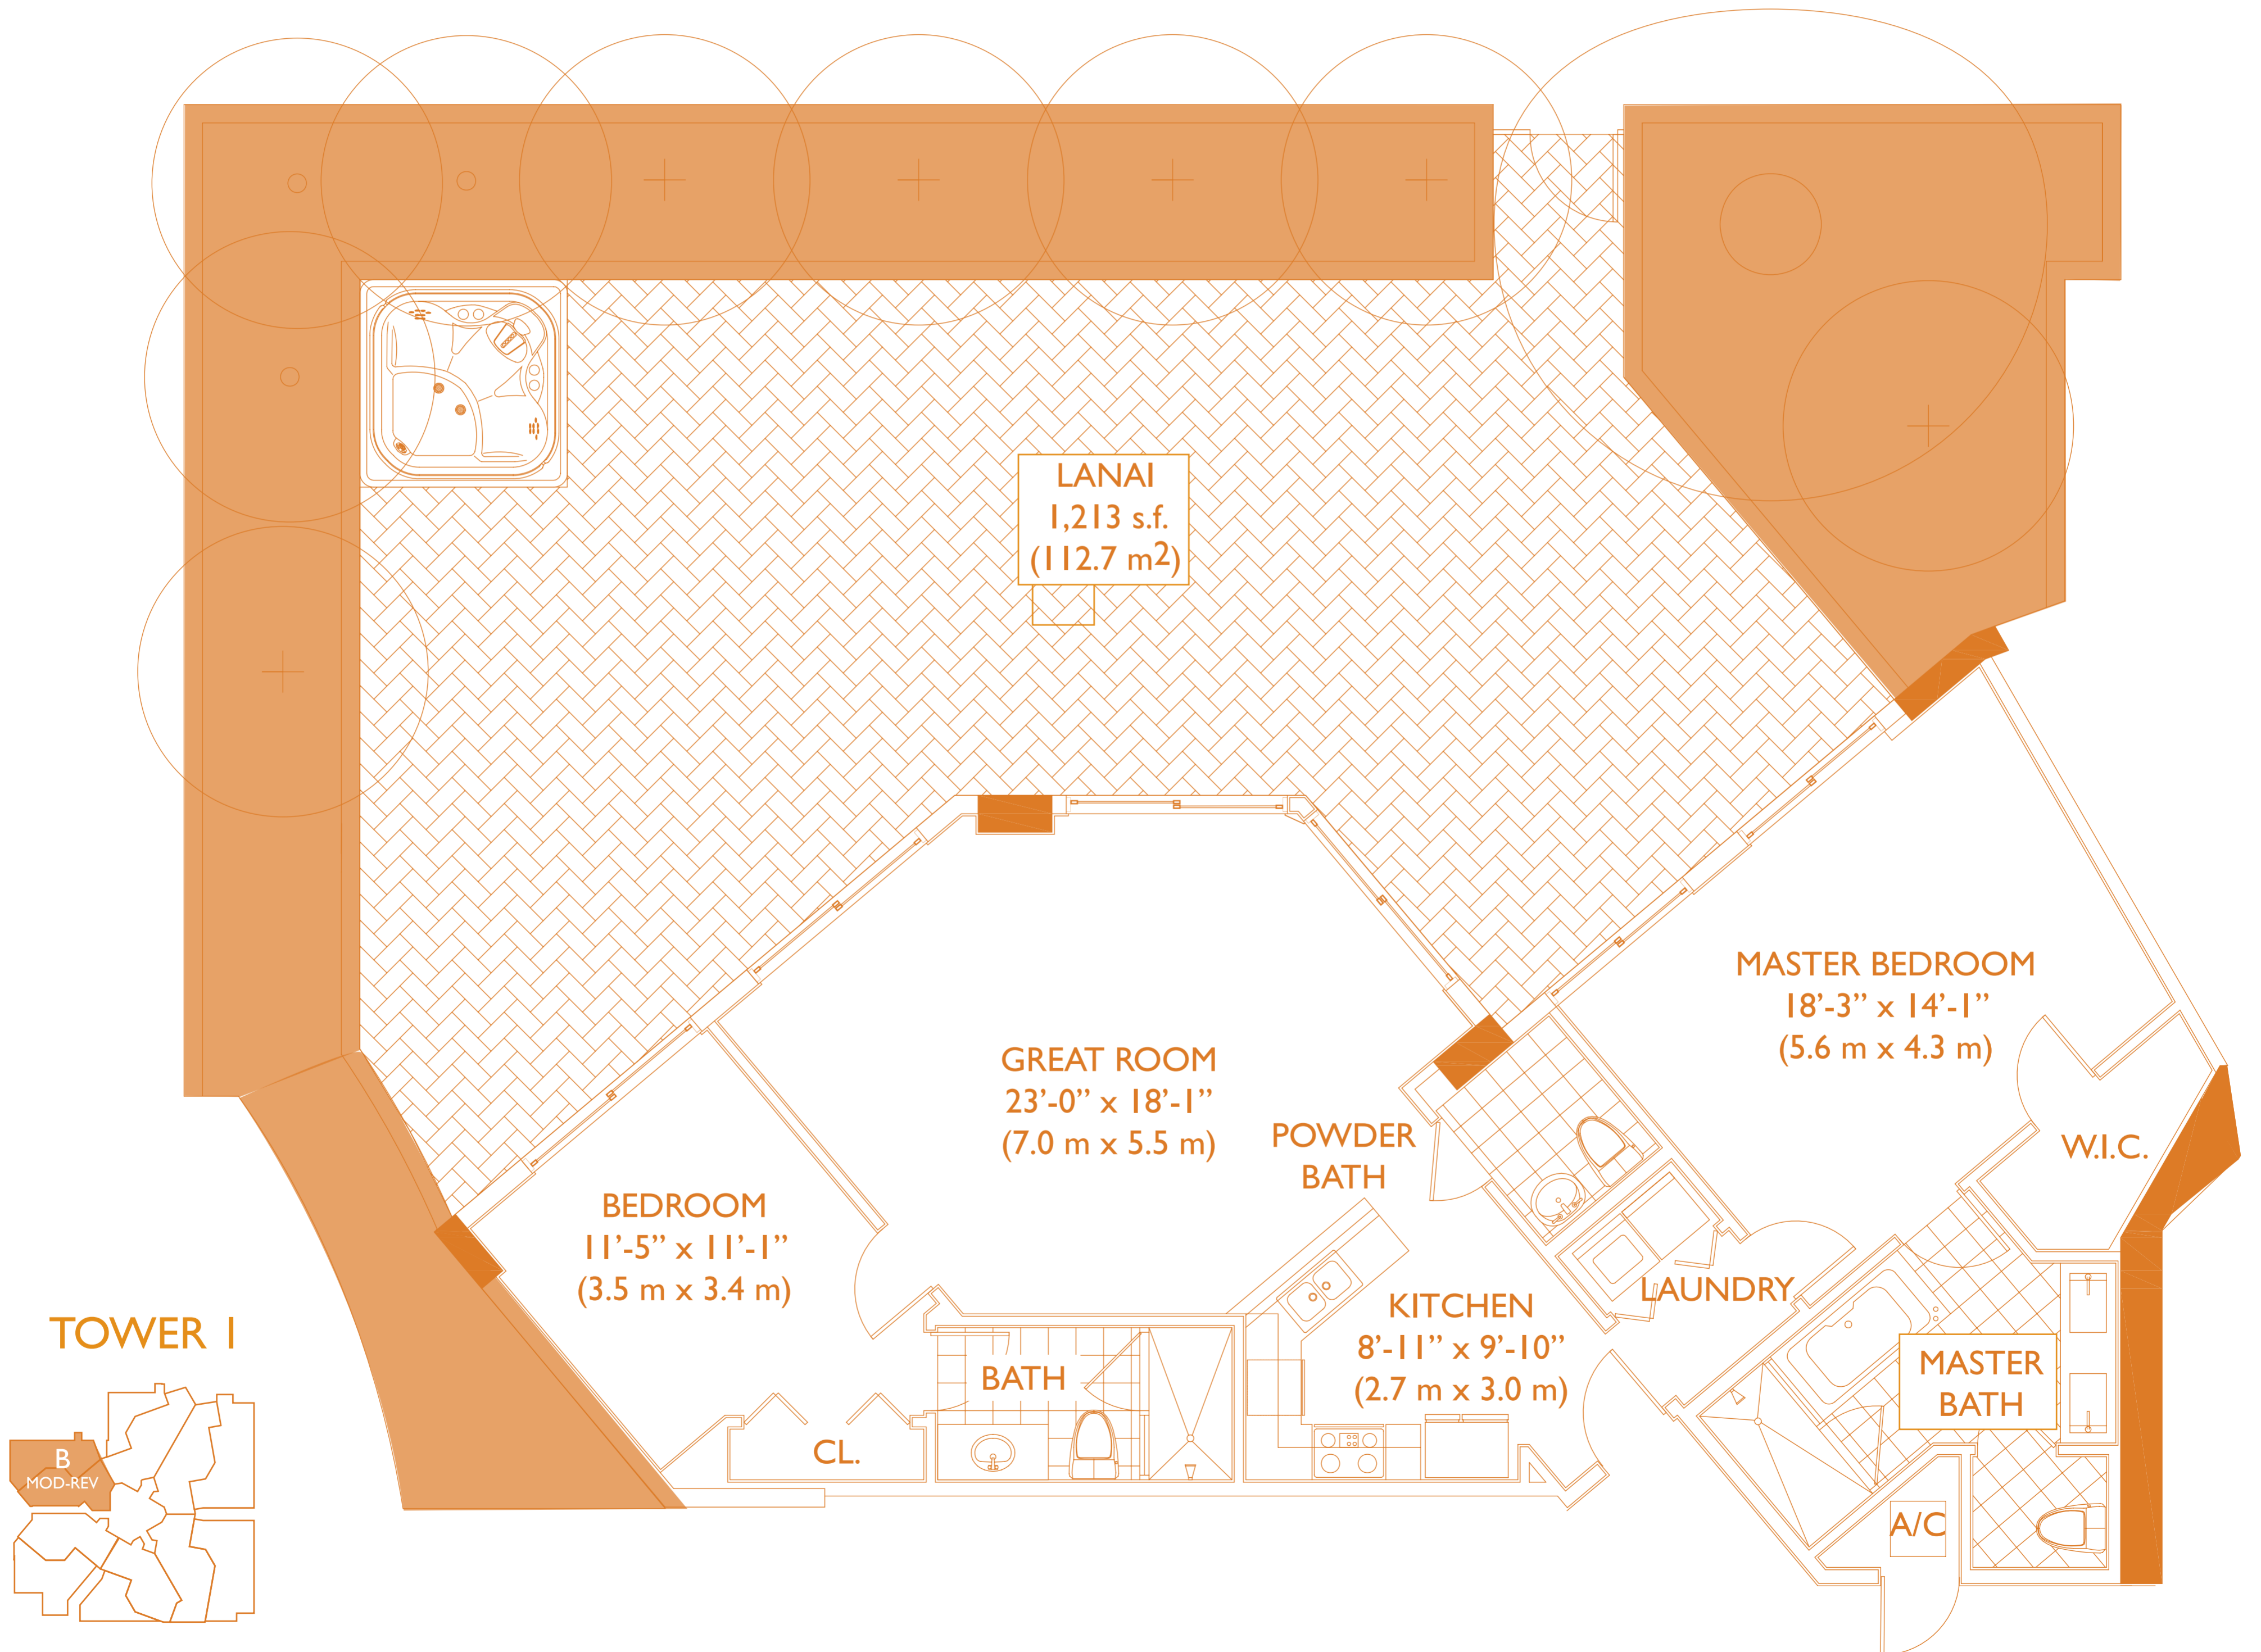 LANAI
1,213 s.f.
(112.7 m2)
MASTER BEDROOM
18’-3” x 14’-1”
(5.6 m x 4.3 m)
GREAT ROOM
23’-0” x 18’-1”
(7.0 m x 5.5 m)
POWDER
BATH
W.I.C.
BEDROOM
11’-5” x 11’-1”
(3.5 m x 3.4 m)
LAUNDRY
KITCHEN
8’-11” x 9’-10”
(2.7 m x 3.0 m)
MASTER
BATH
BATH
CL.
A/C
TOWER 1
B
MOD-REV